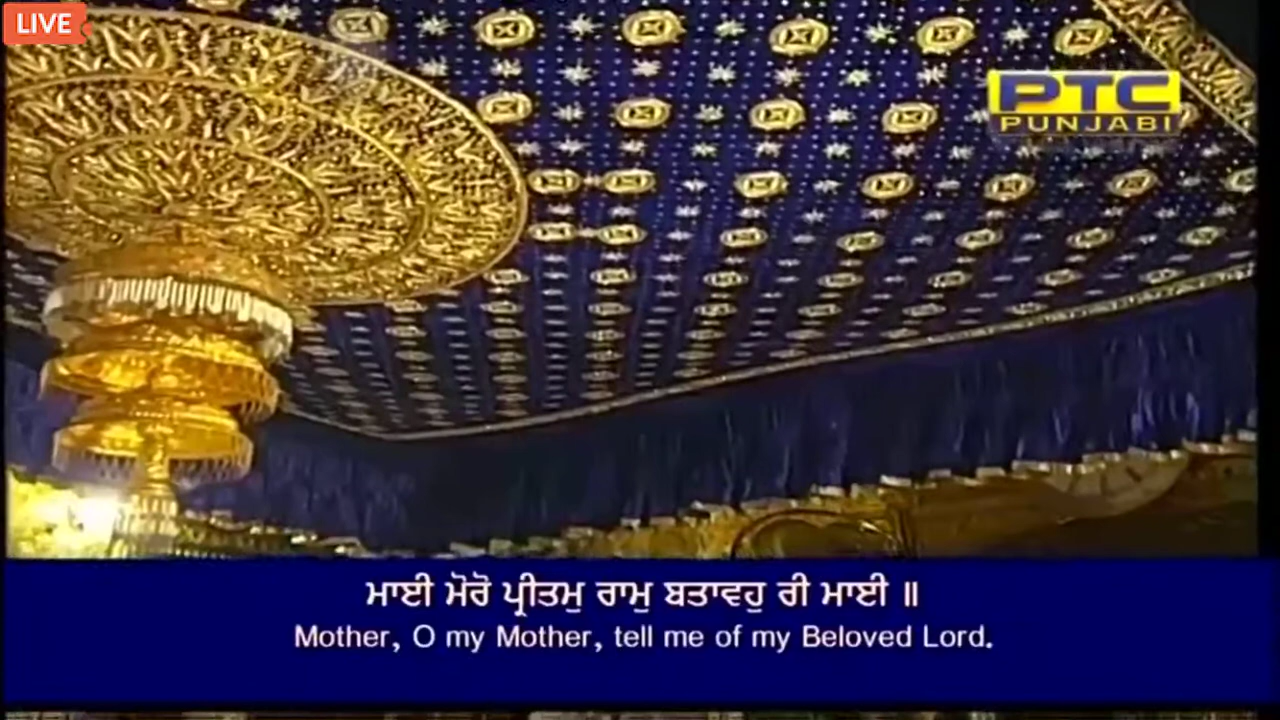 LIVE
PTC
PUNJABI
ਮਾਈ ਮੋਰੋ ਪ੍ਰੀਤਮੁ ਰਾਮੁ ਬਤਾਵਹੁ ਰੀ ਮਾਈ ॥
Mother, O my Mother, tell me of my Beloved Lord.